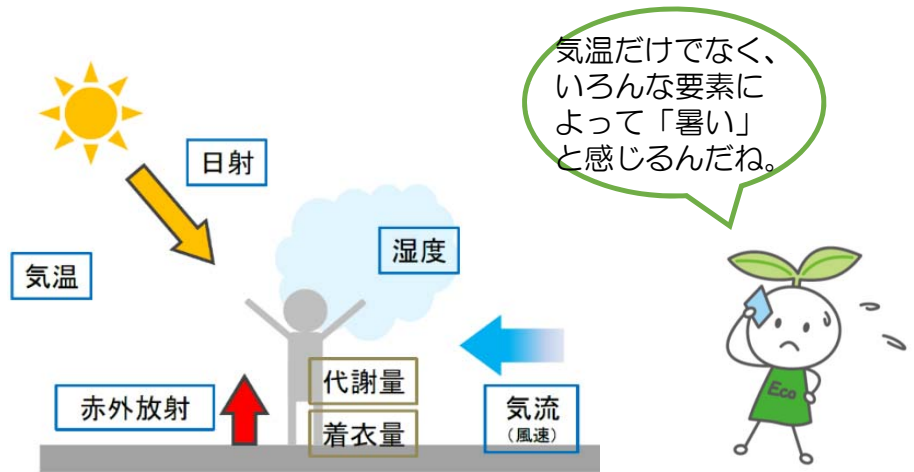 気温だけでなく、
いろんな要素に
よって「暑い」
と感じるんだね。
日射
湿度
気温
代謝量
赤外放射
着衣量
気流
(風速)
Eco